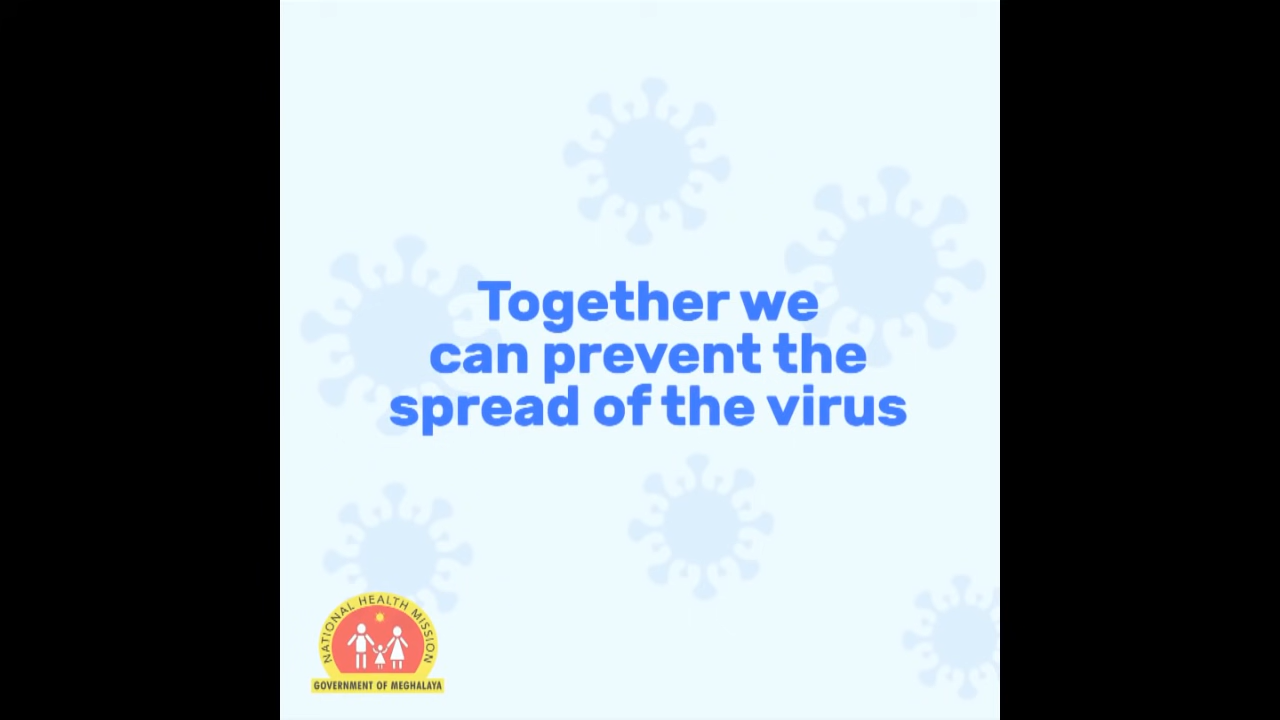 Together we
can prevent the
spread of the virus
NATIONAL HEALTH MISSION
GOVERNMENT OF MEGHALAYA